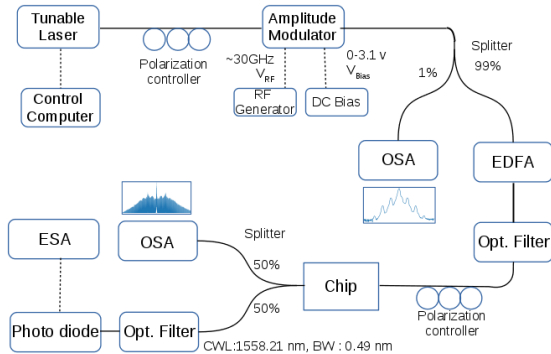 Tunable
Laser
Amplitude
Modulator
Polarization
controller
~30GHz
V_RF
0-3.1 v
V_Bias
1%
Splitter
99%
Control
Computer
RF
Generator
DC Bias
OSA
EDFA
ESA
OSA
Splitter
50%
Chip
Opt. Filter
50%
Polarization
controller
Photo diode
Opt. Filter
CWL:1558.21 nm, BW : 0.49 nm